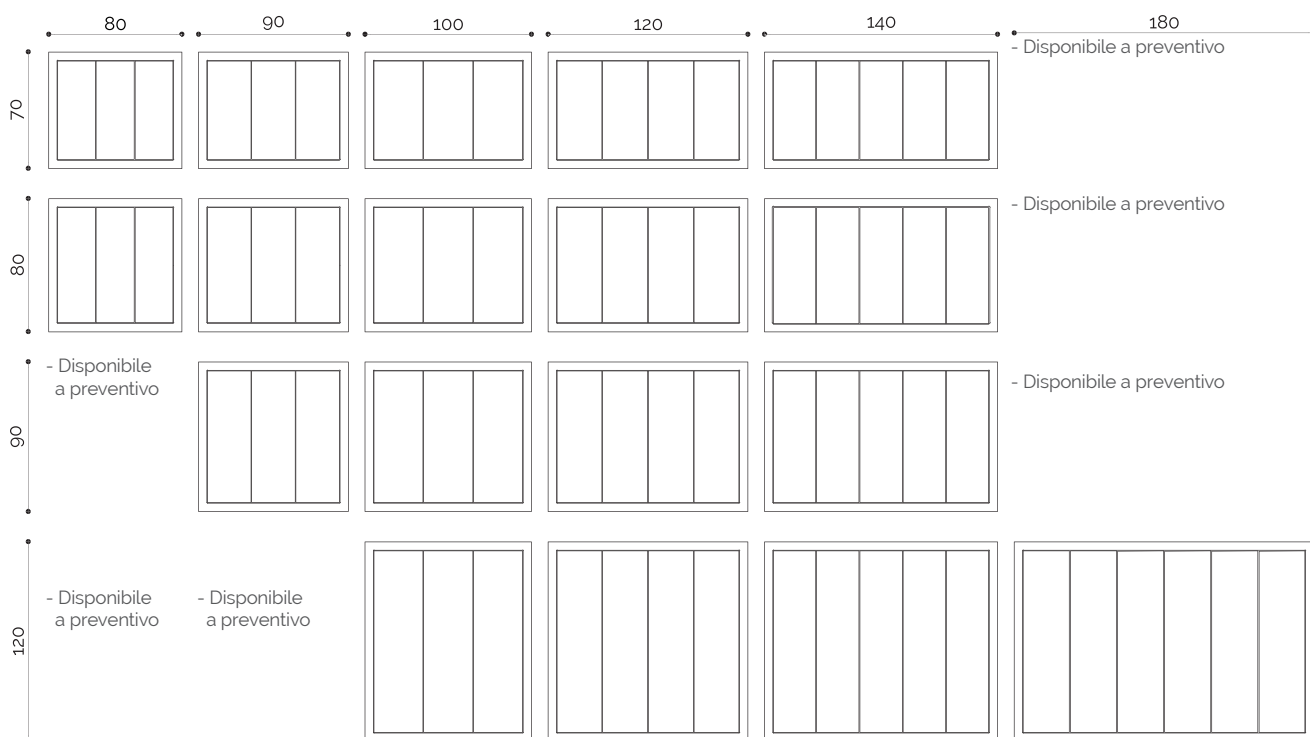 80 90 100 120 140 180
- Disponibile a preventivo
70
- Disponibile a preventivo
80
- Disponibile
a preventivo
- Disponibile a preventivo
90
- Disponibile
a preventivo
- Disponibile
a preventivo
120